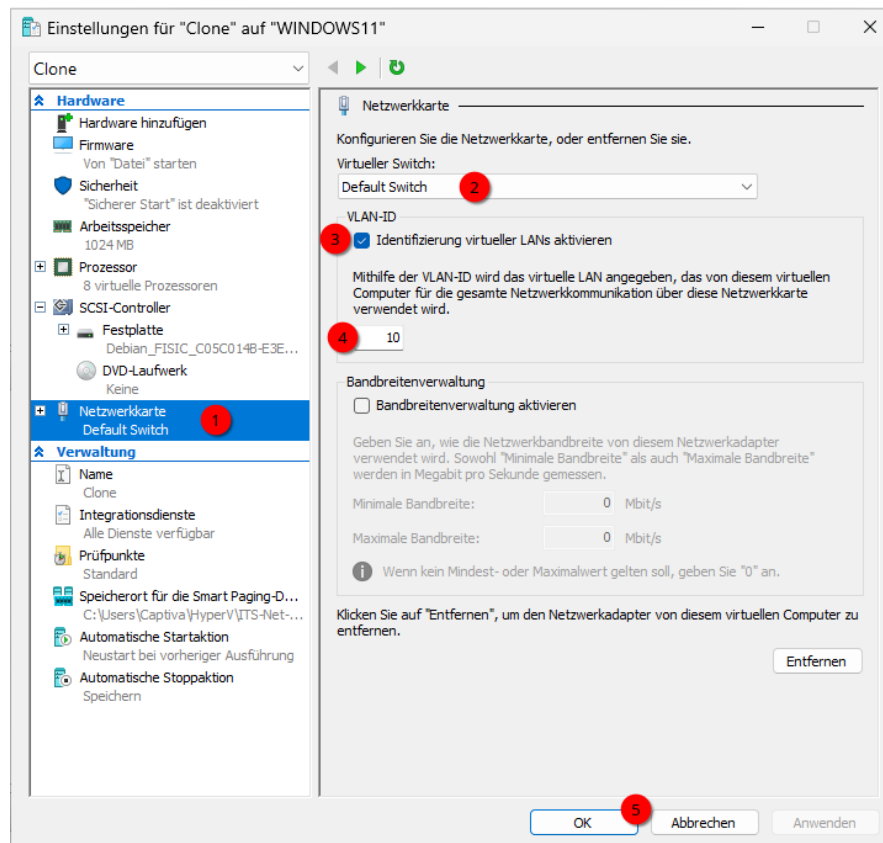 Einstellungen für "Clone" auf "WINDOWS11"
Clone
Hardware
Hardware hinzufügen
Firmware
Von "Datei" starten
Sicherheit
"Sicherer Start" ist deaktiviert
Arbeitsspeicher
1024 MB
Prozessor
8 virtuelle Prozessoren
SCSI-Controller
Festplatte
Debian_FISIC_C05C014B-E3E...
DVD-Laufwerk
Keine
Netzwerkkarte
Default Switch
1
Verwaltung
Name
Clone
Integrationsdienste
Alle Dienste verfügbar
Prüfpunkte
Standard
Speicherort für die Smart Paging-D...
C:\Users\Captiva\HyperV\ITS-Net-...
Automatische Startaktion
Neustart bei vorheriger Ausführung
Automatische Stoppaktion
Speichern
Netzwerkkarte
Konfigurieren Sie die Netzwerkkarte, oder entfernen Sie sie.
Virtueller Switch:
Default Switch 2
VLAN-ID
3 Identifizierung virtueller LANs aktivieren
Mithilfe der VLAN-ID wird das virtuelle LAN angegeben, das von diesem virtuellen
Computer für die gesamte Netzwerkkommunikation über diese Netzwerkkarte
verwendet wird.
4 10
Bandbreitenverwaltung
Bandbreitenverwaltung aktivieren
Geben Sie an, wie die Netzwerkbandbreite von diesem Netzwerkadapter
verwendet wird. Sowohl "Minimale Bandbreite" als auch "Maximale Bandbreite"
werden in Megabit pro Sekunde gemessen.
Minimale Bandbreite: 0 Mbit/s
Maximale Bandbreite: 0 Mbit/s
Wenn kein Mindest- oder Maximalwert gelten soll, geben Sie "0" an.
Klicken Sie auf "Entfernen", um den Netzwerkadapter von diesem virtuellen Computer zu
entfernen.
Entfernen
5
OK Abbrechen Anwenden